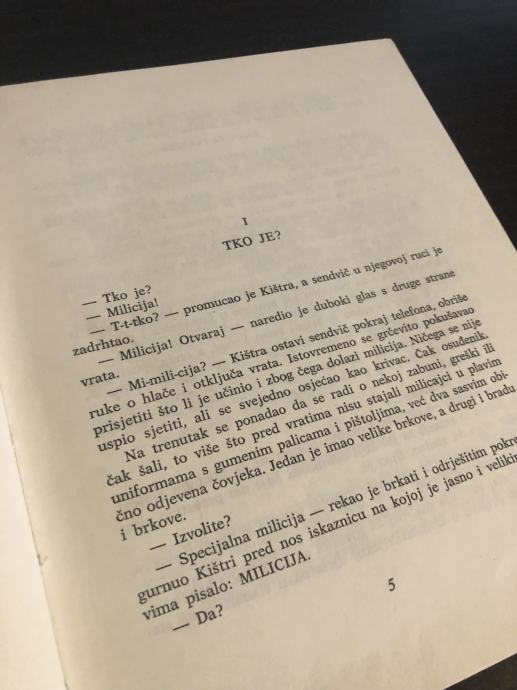 I
TKO JE?
— Tko je?
— Milicija!
— T-t-tko? — promucao je Kištra, a sendvič u njegovoj ruci je
zadrhtao.
— Milicija! Otvaraj — naredio je duboki glas s druge strane
vrata.
— Mi-mili-cija? — Kištra ostavi sendvič pokraj telefona, obriše
ruke o hlače i otključa vrata. Istovremeno se grčevito pokušavao
prisjetiti što li je učinio i zbog čega dolazi milicija. Ničega se nije
uspio sjetiti, ali se svejedno osjećao kao krivac. Čak osuđenik.
Na trenutak se ponadao da se radi o nekoj zabuni, greški ili
čak šali, to više što pred vratima nisu stajali milicajci u plavim
uniformama s gumenim palicama i pištoljima, već dva sasvim obi-
čno odjevena čovjeka. Jedan je imao velike brkove, a drugi i bradu
i brkove.
— Izvolite?
— Specijalna milicija — rekao je brkati i odrješitim pokre
gurnuo Kištri pred nos iskaznicu na kojoj je jasno i velikim
vima pisalo: MILICIJA.
— Da?
5